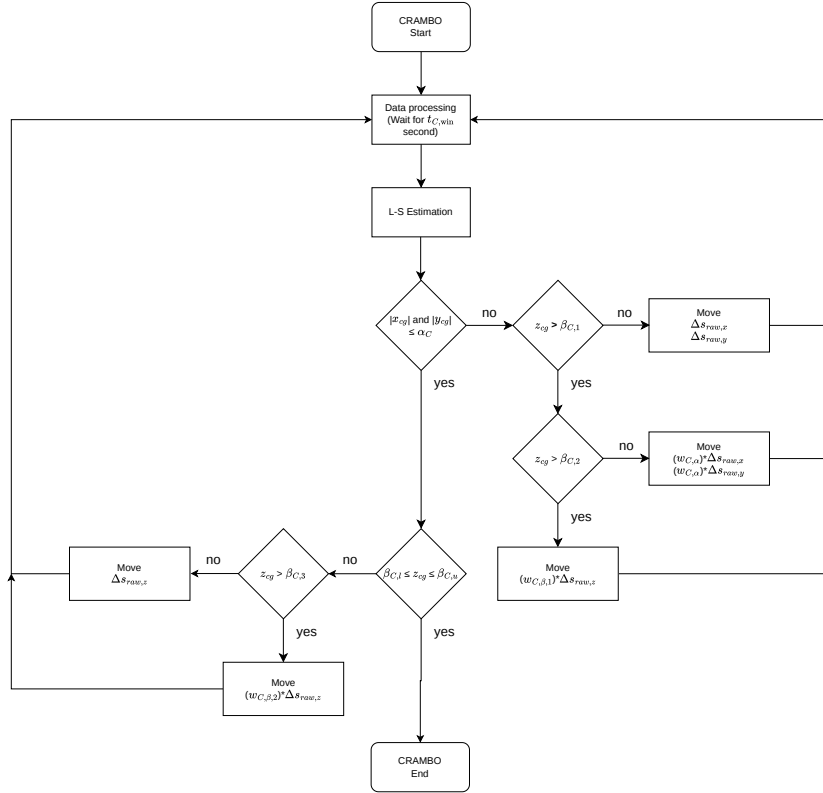 CRAMBO
Start
Data processing
(Wait for t_{C,win}
second)
L-S Estimation
|x_{cg}| and |y_{cg}|
≤ α_C
no
z_{cg} > β_{C,1}
no
Move
Δs_{raw,x}
Δs_{raw,y}
yes
yes
z_{cg} > β_{C,2}
no
Move
(w_{C,α})*Δs_{raw,x}
(w_{C,α})*Δs_{raw,y}
yes
Move
(w_{C,β,1})*Δs_{raw,z}
β_{C,l} ≤ z_{cg} ≤ β_{C,u}
no
z_{cg} > β_{C,3}
no
Move
Δs_{raw,z}
yes
yes
Move
(w_{C,β,2})*Δs_{raw,z}
CRAMBO
End